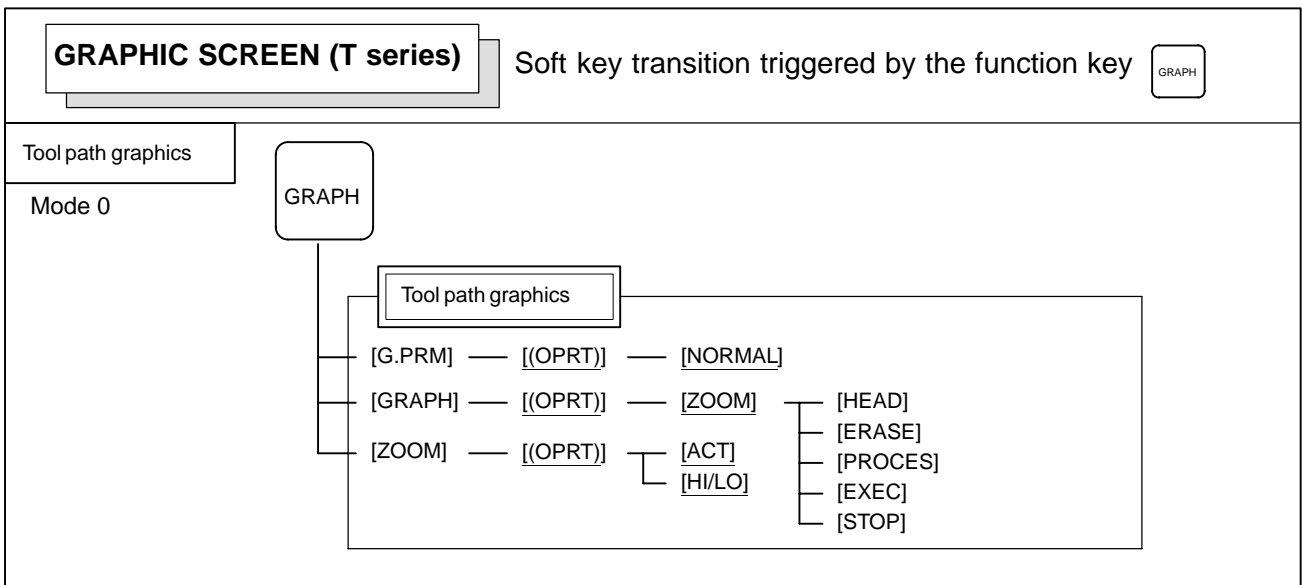 GRAPHIC SCREEN (T series) Soft key transition triggered by the function key GRAPH
Tool path graphics
Mode 0
GRAPH
Tool path graphics
[G.PRM] [(OPRT)] [NORMAL]
[GRAPH] [(OPRT)] [ZOOM] [HEAD]
[ERASE]
[ZOOM] [(OPRT)] [ACT] [PROCES]
[HI/LO] [EXEC]
[STOP]